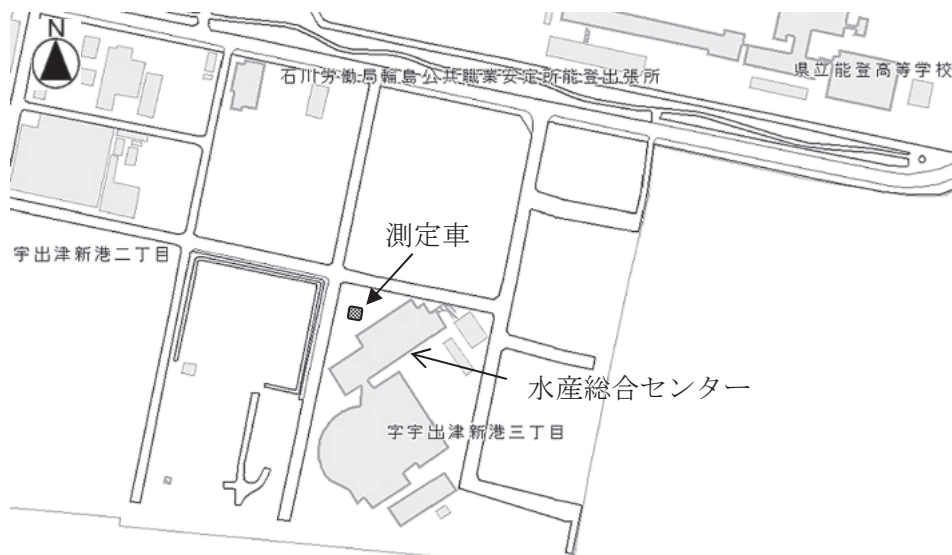 N
石川労働局輪島公共職業安定所能登出張所
県立能登高等学校
測定車
宇出津新港二丁目
水産総合センター
字宇出津新港三丁目